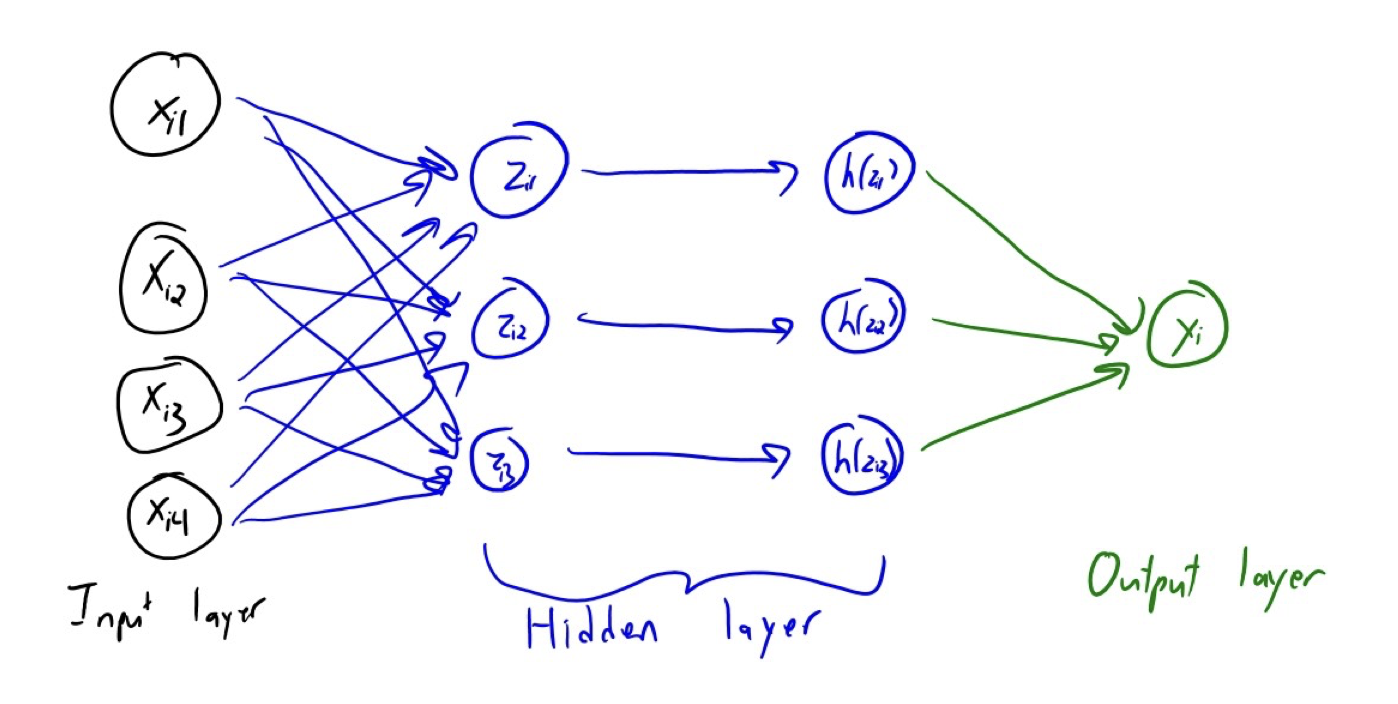 x_{i1}
z_{i1}
h(z_{i1})
x_{i2}
z_{i2}
h(z_{i2})
y_i
x_{i3}
z_{i3}
h(z_{i3})
x_{i4}
Input layer
Hidden layer
Output layer